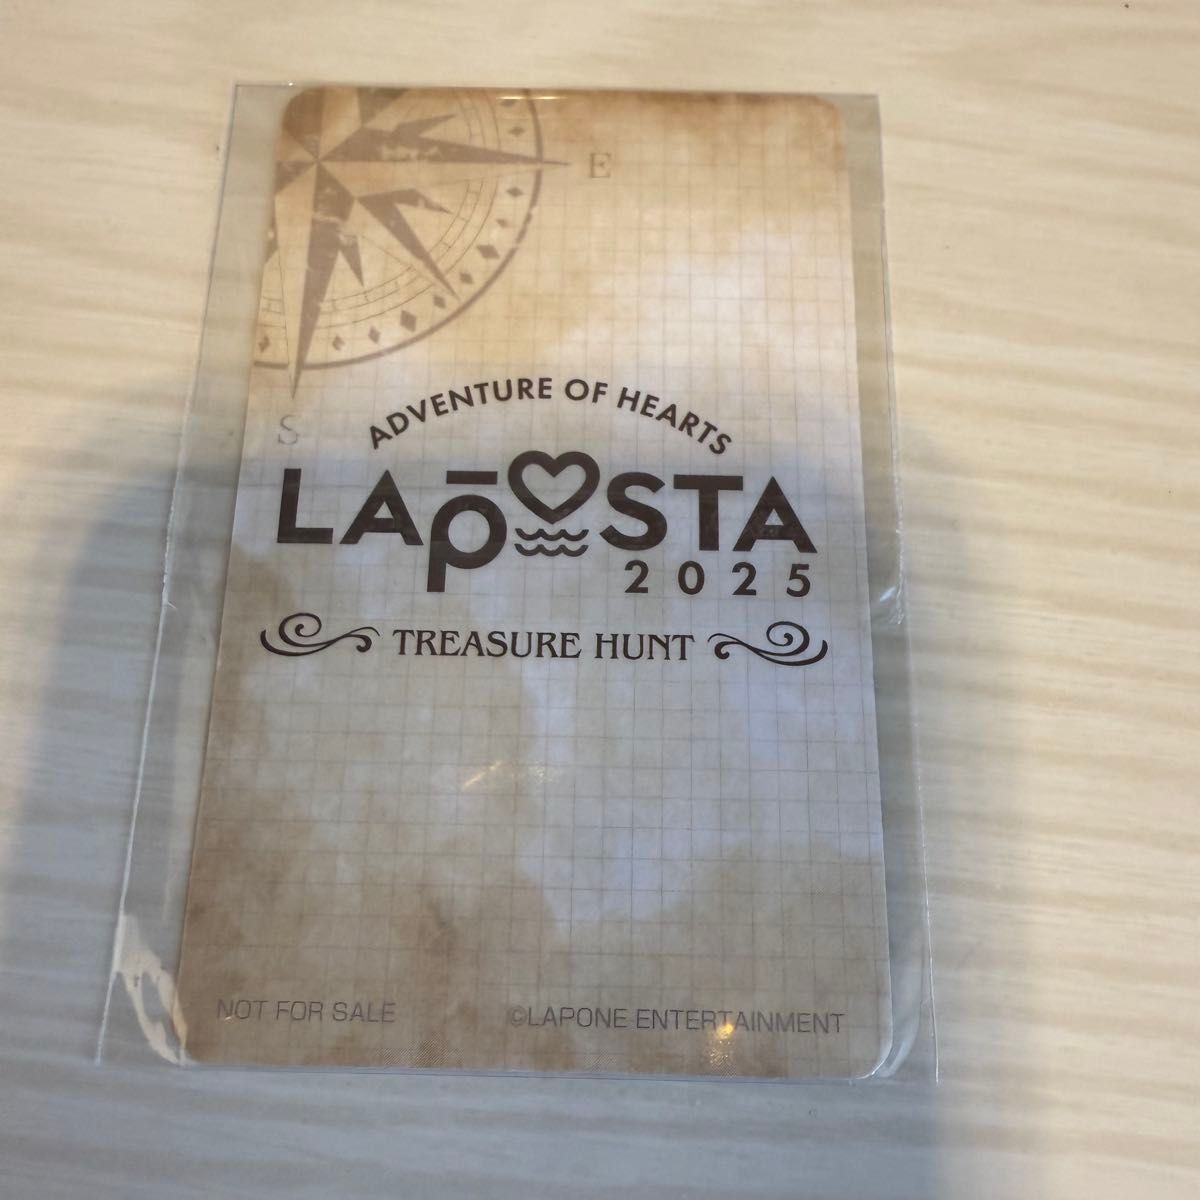 E
S
ADVENTURE OF HEARTS
LAPOSTA
2025
TREASURE HUNT
NOT FOR SALE
©LAPONE ENTERTAINMENT